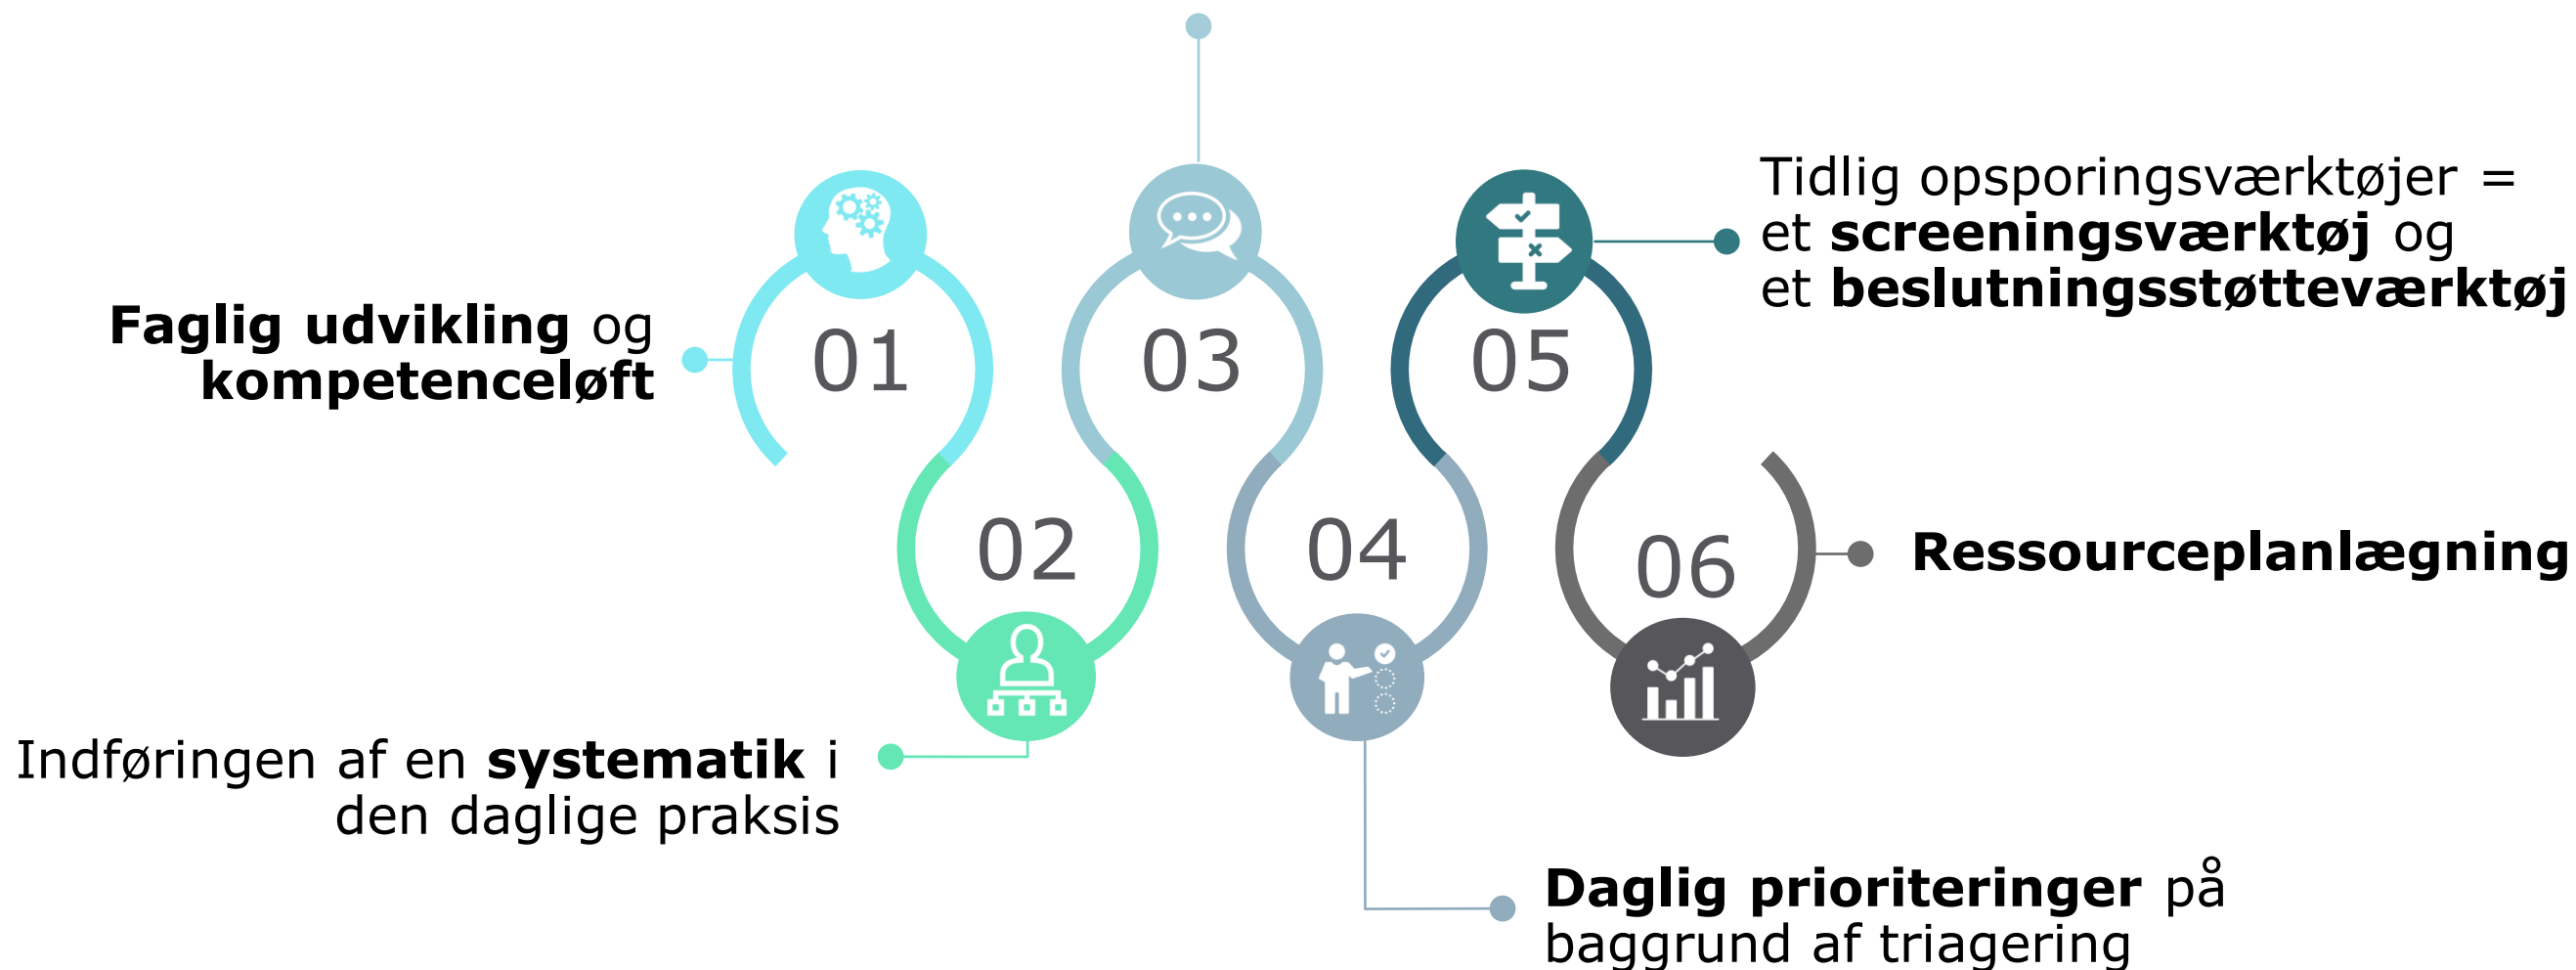 Faglig udvikling og
kompetenceløft
01
Indføringen af en systematik i
den daglige praksis
02
03
Daglig prioriteringer på
baggrund af triagering
04
Tidlig opsporingsværktøjer =
et screeningsværktøj og
et beslutningsstøtteværktøj
05
06
Ressourceplanlægning